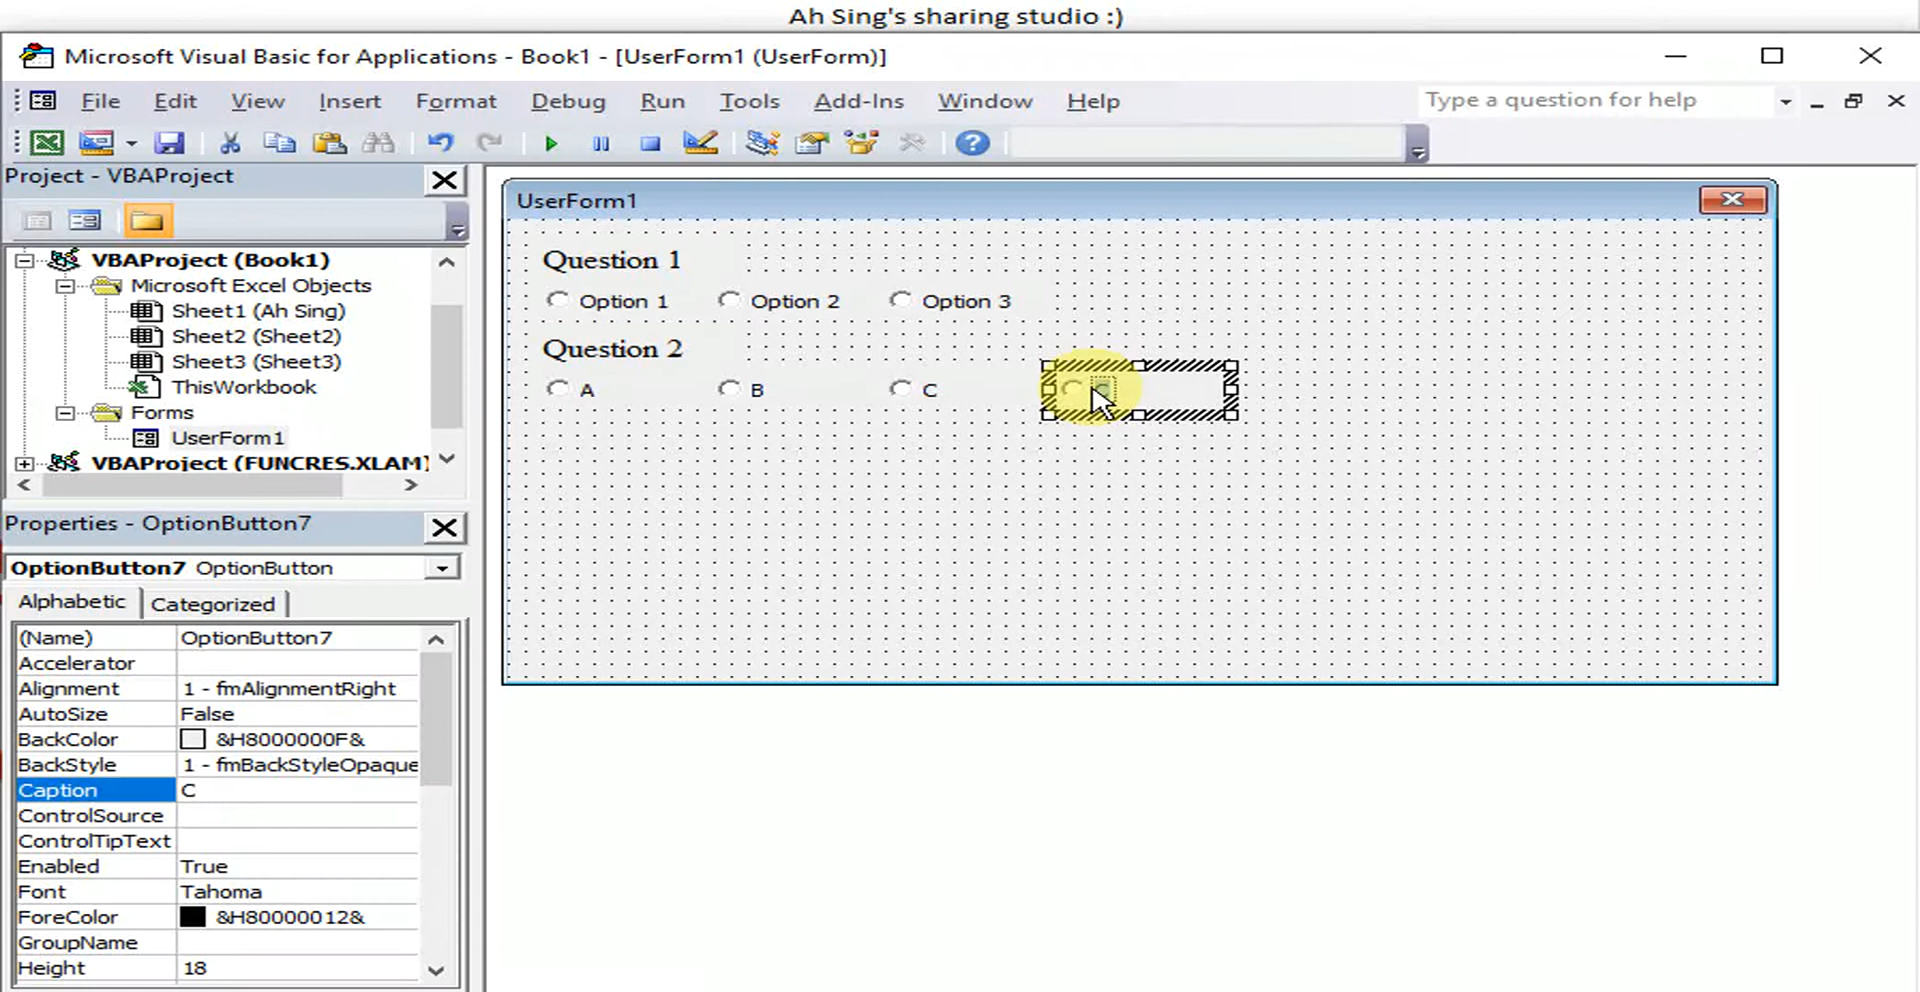 Ah Sing's sharing studio :)
Microsoft Visual Basic for Applications - Book1 - [UserForm1 (UserForm)]
File Edit View Insert Format Debug Run Tools Add-Ins Window Help Type a question for help
Project - VBAProject
VBAProject (Book1)
Microsoft Excel Objects
Sheet1 (Ah Sing)
Sheet2 (Sheet2)
Sheet3 (Sheet3)
ThisWorkbook
Forms
UserForm1
VBAProject (FUNCRES.XLAM)
Properties - OptionButton7
OptionButton7 OptionButton
Alphabetic Categorized
(Name) OptionButton7
Accelerator
Alignment 1 - fmAlignmentRight
AutoSize False
BackColor &H8000000F&
BackStyle 1 - fmBackStyleOpaque
Caption C
ControlSource
ControlTipText
Enabled True
Font Tahoma
ForeColor &H80000012&
GroupName
Height 18
UserForm1
Question 1
Option 1 Option 2 Option 3
Question 2
A B C